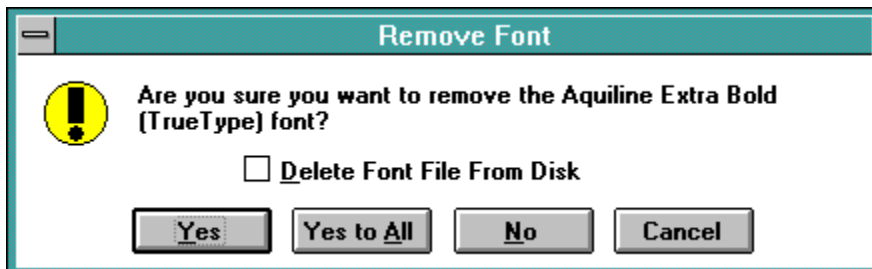 Remove Font
Are you sure you want to remove the Aquiline Extra Bold
(TrueType) font?
Delete Font File From Disk
Yes Yes to All No Cancel